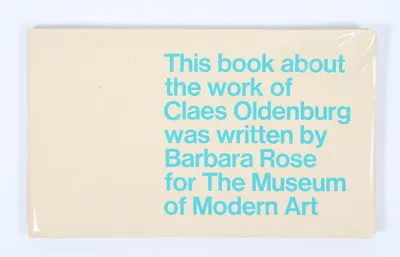 This book about
the work of
Claes Oldenburg
was written by
Barbara Rose
for The Museum
of Modern Art